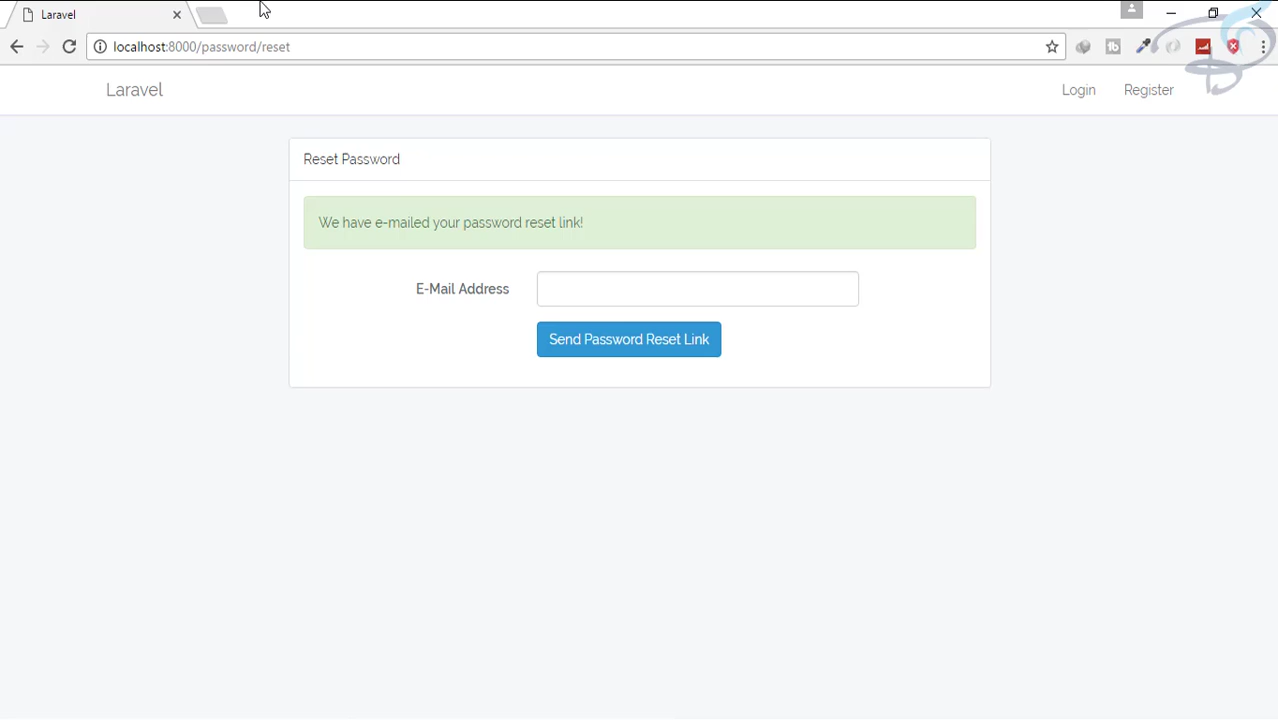 Laravel
localhost:8000/password/reset
Laravel
Login
Register
Reset Password
We have e-mailed your password reset link!
E-Mail Address
Send Password Reset Link